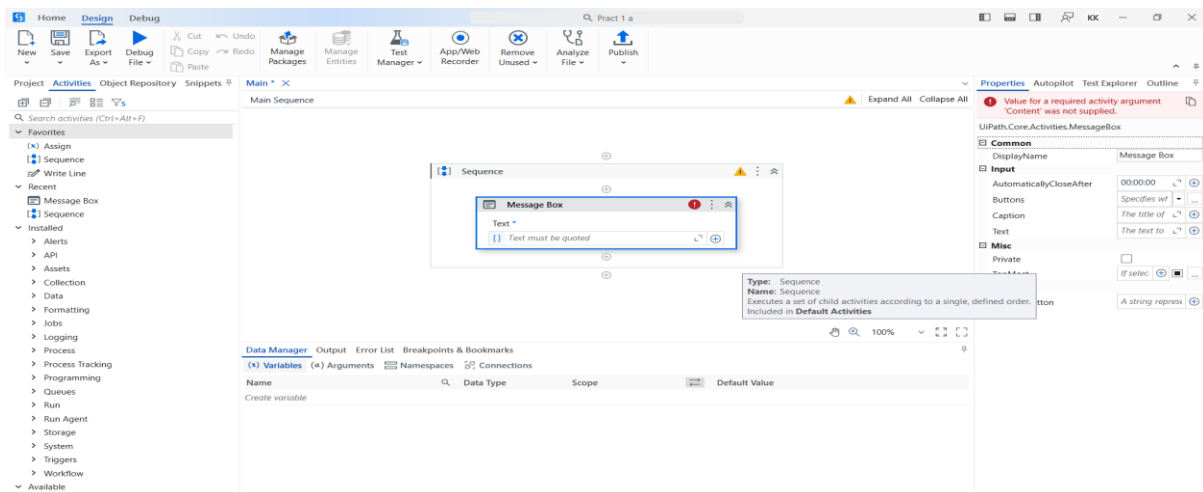 Home Design Debug
Pract 1 a
KK
New
Save
Export As
Debug File
Cut
Undo
Copy
Redo
Paste
Manage Packages
Manage Entities
Test Manager
App/Web Recorder
Remove Unused
Analyze File
Publish
Project Activities Object Repository Snippets
Main *
Properties Autopilot Test Explorer Outline
Main Sequence
Expand All Collapse All
Search activities (Ctrl+Alt+F)
Favorites
Assign
Sequence
Write Line
Recent
Message Box
Sequence
Installed
Alerts
API
Assets
Collection
Data
Formatting
Jobs
Logging
Process
Process Tracking
Programming
Queues
Run
Run Agent
Storage
System
Triggers
Workflow
Available
Sequence
Message Box
Text *
Text must be quoted
Type: Sequence
Name: Sequence
Executes a set of child activities according to a single, defined order.
Included in Default Activities
100%
Data Manager Output Error List Breakpoints & Bookmarks
(x) Variables (a) Arguments Namespaces Connections
Name Data Type Scope Default Value
Create variable
Value for a required activity argument
'Content' was not supplied.
UiPath.Core.Activities.MessageBox
Common
DisplayName Message Box
Input
AutomaticallyCloseAfter 00:00:00
Buttons Specifies wh
Caption The title of
Text The text to
Misc
Private
If selec
A string represe